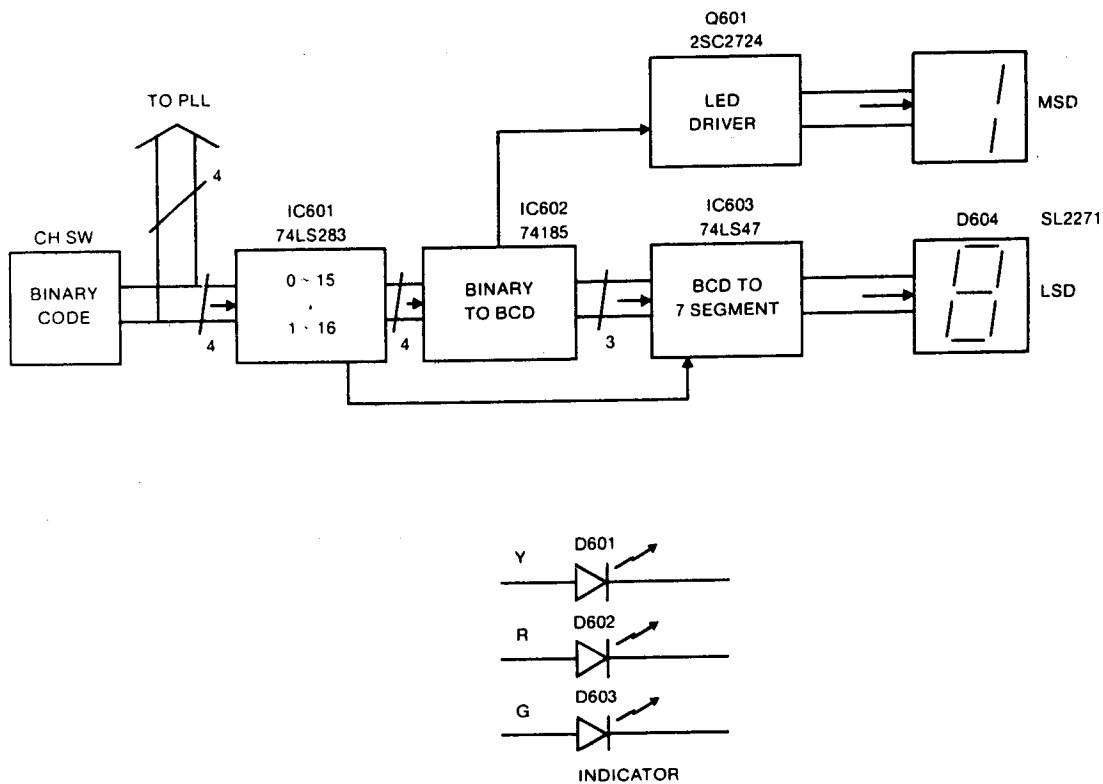 Q601
2SC2724
TO PLL
LED
DRIVER
MSD
4
IC601
74LS283
IC602
74185
IC603
74LS47
D604
SL2271
CH SW
BINARY
CODE
0 ~ 15
1 ~ 16
BINARY
TO BCD
BCD TO
7 SEGMENT
LSD
4
4
3
Y
D601
R
D602
G
D603
INDICATOR